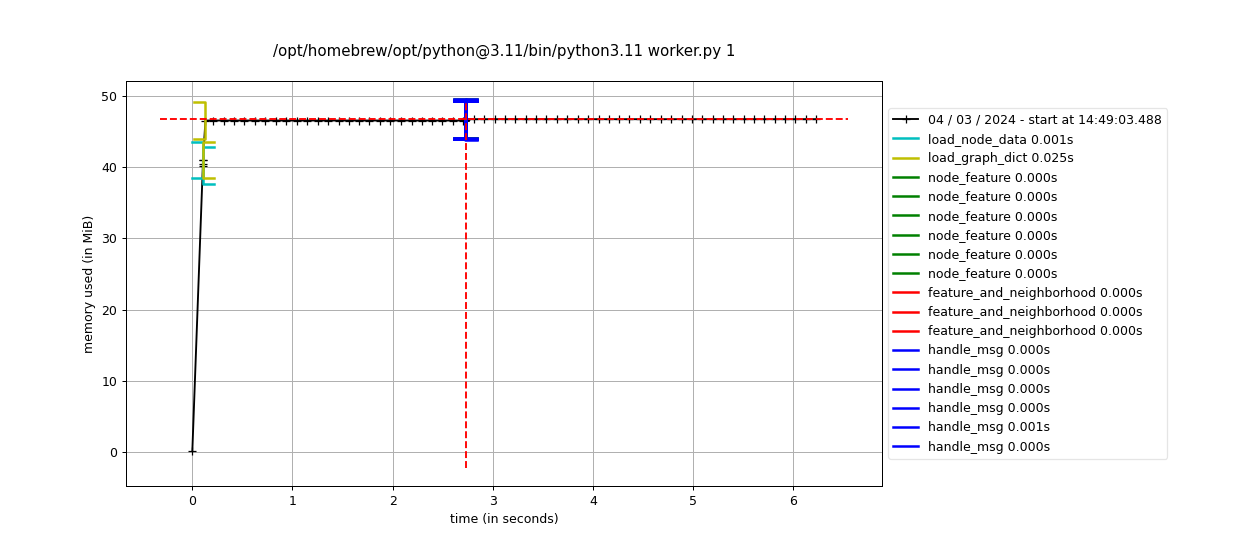 /opt/homebrew/opt/python@3.11/bin/python3.11 worker.py 1
50
40
30
20
10
0
memory used (in MiB)
0 1 2 3 4 5 6
time (in seconds)
04 / 03 / 2024 - start at 14:49:03.488
load_node_data 0.001s
load_graph_dict 0.025s
node_feature 0.000s
node_feature 0.000s
node_feature 0.000s
node_feature 0.000s
node_feature 0.000s
node_feature 0.000s
feature_and_neighborhood 0.000s
feature_and_neighborhood 0.000s
feature_and_neighborhood 0.000s
handle_msg 0.000s
handle_msg 0.000s
handle_msg 0.000s
handle_msg 0.000s
handle_msg 0.001s
handle_msg 0.000s